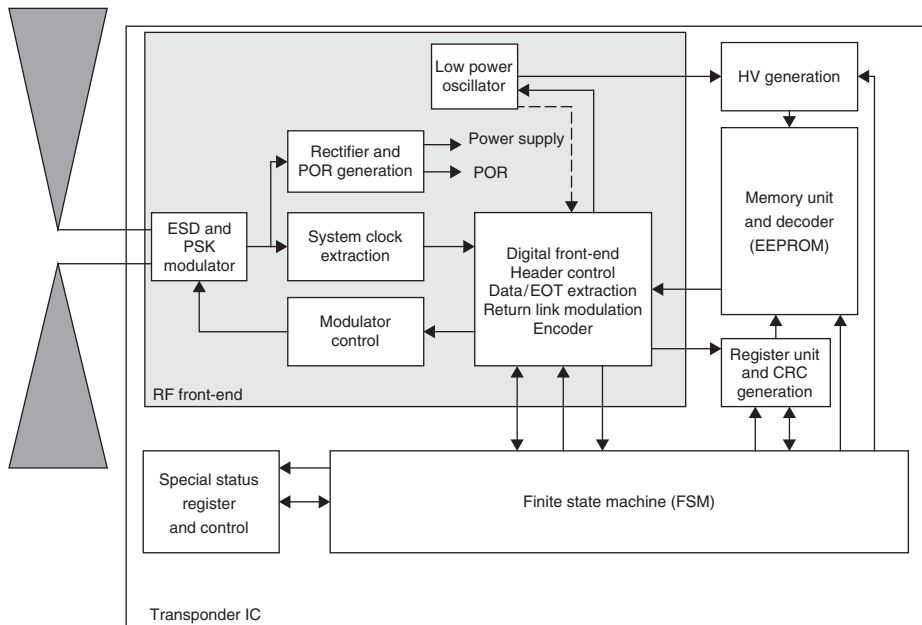 Low power
oscillator
HV generation
Rectifier and
POR generation
Power supply
POR
Memory unit
and decoder
(EEPROM)
ESD and
PSK
modulator
System clock
extraction
Digital front-end
Header control
Data/EOT extraction
Return link modulation
Encoder
Modulator
control
Register unit
and CRC
generation
RF front-end
Special status
register
and control
Finite state machine (FSM)
Transponder IC